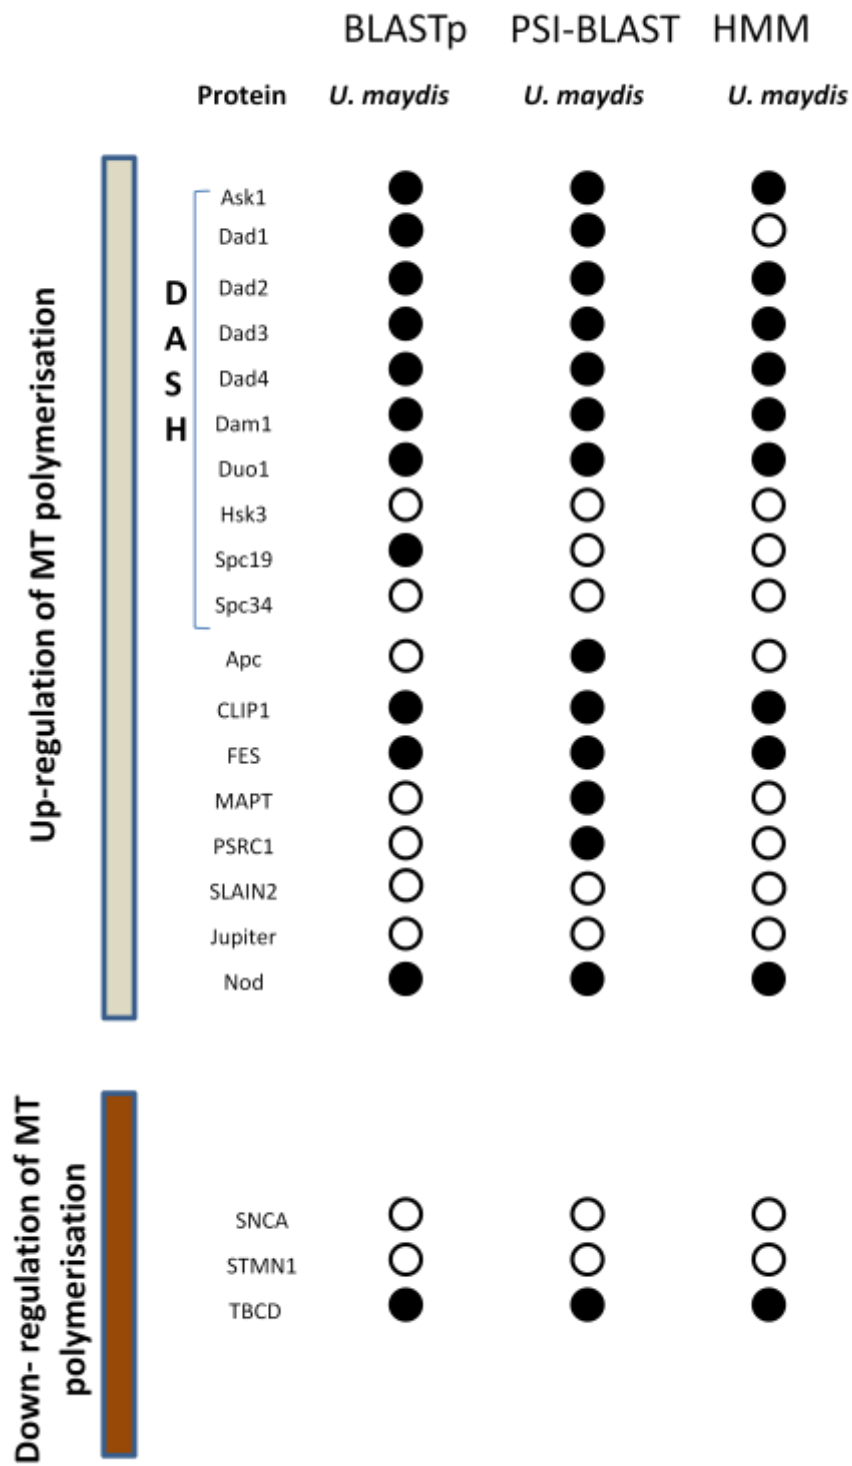 BLASTp PSI-BLAST HMM
Protein U. maydis U. maydis U. maydis
Up-regulation of MT polymerisation
D
A
S
H
Ask1
Dad1
Dad2
Dad3
Dad4
Dam1
Duo1
Hsk3
Spc19
Spc34
Apc
CLIP1
FES
MAPT
PSRC1
SLAIN2
Jupiter
Nod
Down- regulation of MT
polymerisation
SNCA
STMN1
TBCD